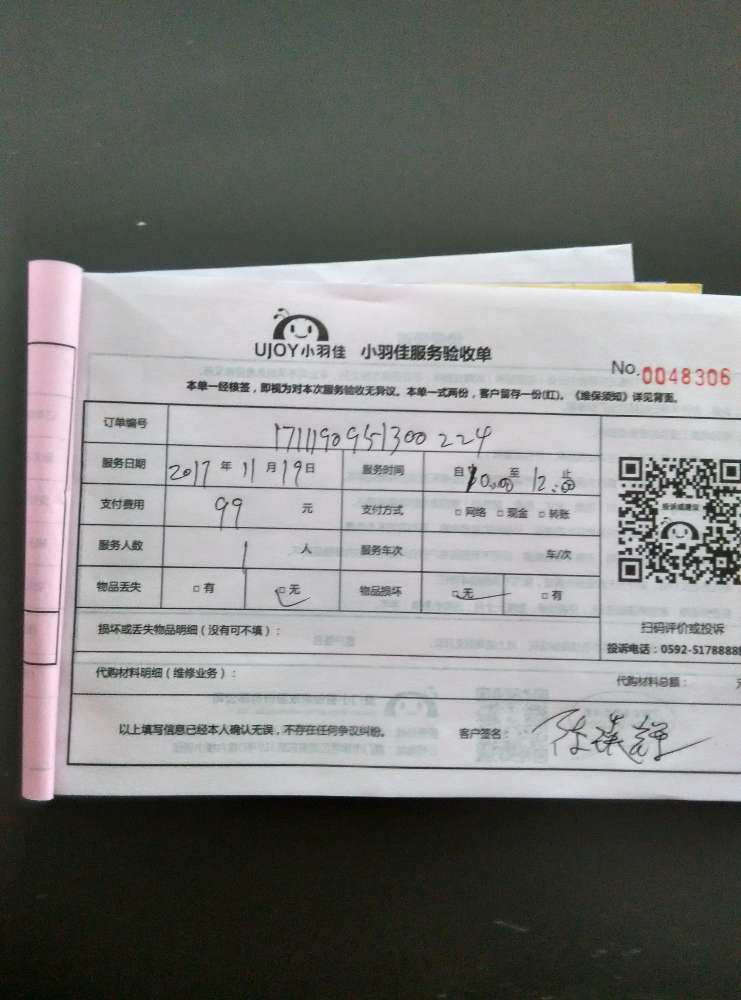 UJOY小羽佳 小羽佳服务验收单
No.0048306
本单一经核签，即视为对本次服务验收无异议。本单一式两份，客户留存一份(红)。《维保须知》详见背面。
订单编号 1711190951300224
服务日期 2017 年 11 月 19 日 服务时间 自 10:00 至 12:00 止
投诉或建议
支付费用 99 元 支付方式 □网络 □现金 □转账
服务人数 1 人 服务车次 车/次
物品丢失 □有 □无 物品损坏 □无 □有
扫码评价或投诉
损坏或丢失物品明细（没有可不填）：
投诉电话：0592-5178888
代购材料明细（维修业务）： 代购材料总额：
以上填写信息已经本人确认无误，不存在任何争议纠纷。 客户签名：